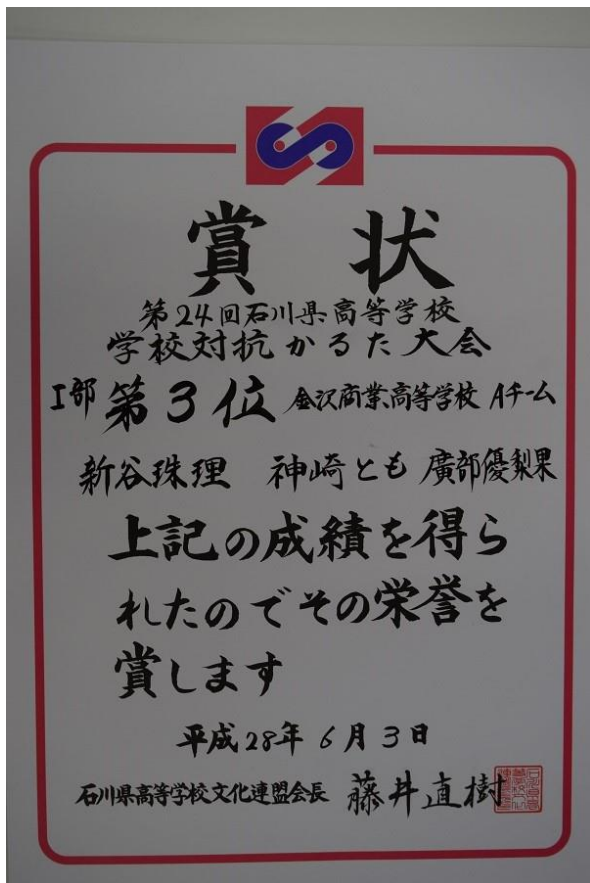 賞状
第24回石川県高等学校
学校対抗かるた大会
I部 第3位 金沢商業高等学校 Aチーム
新谷珠理 神崎とも 廣部優梨果
上記の成績を得ら
れたのでその栄誉を
賞します
平成28年6月3日
石川県高等学校文化連盟会長 藤井直樹